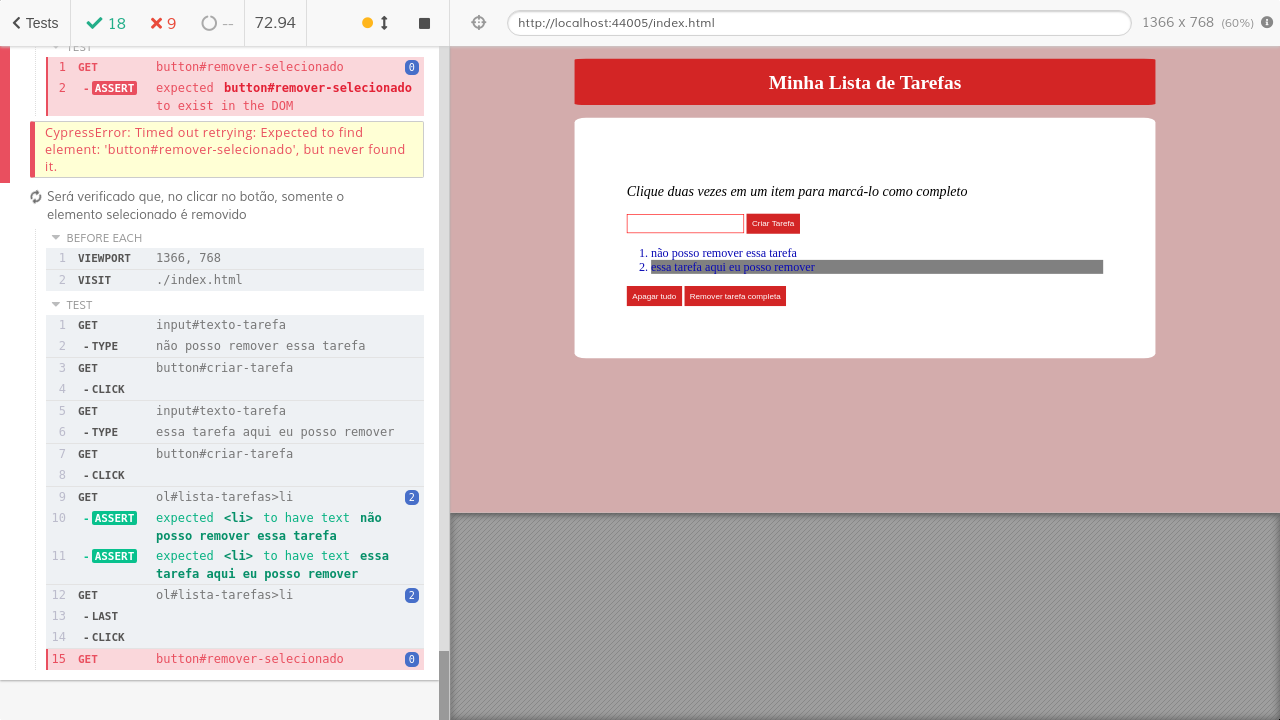 Tests 18 9 -- 72.94
http://localhost:44005/index.html 1366 x 768 (60%)
TEST
1 GET button#remover-selecionado 0
2 - ASSERT expected button#remover-selecionado
to exist in the DOM
CypressError: Timed out retrying: Expected to find
element: 'button#remover-selecionado', but never found
it.
Será verificado que, no clicar no botão, somente o
elemento selecionado é removido
BEFORE EACH
1 VIEWPORT 1366, 768
2 VISIT ./index.html
TEST
1 GET input#texto-tarefa
2 - TYPE não posso remover essa tarefa
3 GET button#criar-tarefa
4 - CLICK
5 GET input#texto-tarefa
6 - TYPE essa tarefa aqui eu posso remover
7 GET button#criar-tarefa
8 - CLICK
9 GET ol#lista-tarefas>li 2
10 - ASSERT expected <li> to have text não
posso remover essa tarefa
11 - ASSERT expected <li> to have text essa
tarefa aqui eu posso remover
12 GET ol#lista-tarefas>li 2
13 - LAST
14 - CLICK
15 GET button#remover-selecionado 0
Minha Lista de Tarefas
Clique duas vezes em um item para marcá-lo como completo
Criar Tarefa
1. não posso remover essa tarefa
2. essa tarefa aqui eu posso remover
Apagar tudo Remover tarefa completa